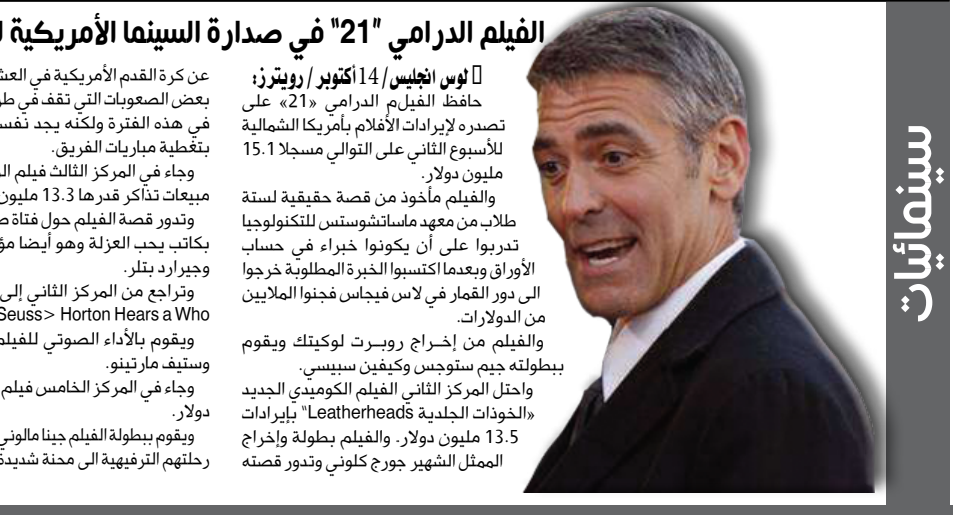 الفيلم الدرامي "21" في صدارة السينما الأمريكية
لوس انجليس/ 14 أكتوبر / رويترز:
حافظ الفيلم الدرامي «21» على
تصدره لإيرادات الأفلام بأمريكا الشمالية
للأسبوع الثاني على التوالي مسجلا 15.1
مليون دولار.
والفيلم مأخوذ من قصة حقيقية لستة
طلاب من معهد ماساتشوستس للتكنولوجيا
تدربوا على أن يكونوا خبراء في حساب
الأوراق وبعدما اكتسبوا الخبرة المطلوبة خرجوا
الى دور القمار في لاس فيجاس فجنوا الملايين
من الدولارات.
والفيلم من إخــراج روبــرت لوكيتك ويقوم
ببطولته جيم ستوجس وكيفين سبيسي.
واحتل المركز الثاني الفيلم الكوميدي الجديد
«الخوذات الجلدية Leatherheads" بإيرادات
13.5 مليون دولار. والفيلم بطولة وإخراج
الممثل الشهير جورج كلوني وتدور قصته
عن كرة القدم الأمريكية في
بعض الصعوبات التي تقف في
في هذه الفترة ولكنه يجد
بتغطية مباريات الفريق.
وجاء في المركز الثالث فيلم
مبيعات تذاكر قدرها 13.3 مليون
وتدور قصة الفيلم حول فتاة
بكاتب يحب العزلة وهو أيضا
وجيرارد بتلر.
وتراجع من المركز الثاني إلى
Seuss> Horton Hears a Who
ويقوم بالأداء الصوتي
وستيف مارتينو.
وجاء في المركز الخامس فيلم
دولار.
ويقوم ببطولة الفيلم جينا مالوني
رحلتهم الترفيهية الى محنة شديدة
سينمائيات